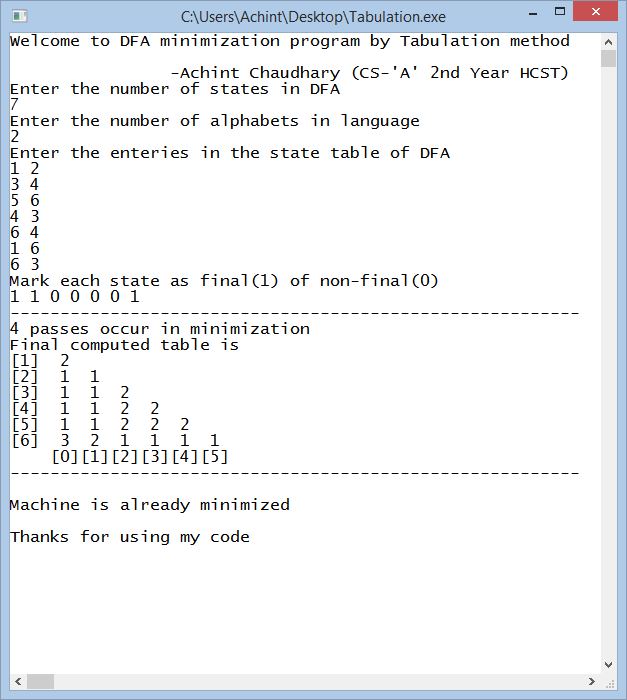 C:\Users\Achint\Desktop\Tabulation.exe
Welcome to DFA minimization program by Tabulation method
-Achint Chaudhary (CS-'A' 2nd Year HCST)
Enter the number of states in DFA
7
Enter the number of alphabets in language
2
Enter the enteries in the state table of DFA
1 2
3 4
5 6
4 3
6 4
1 6
6 3
Mark each state as final(1) of non-final(0)
1 1 0 0 0 0 1
---------------------------------------------------------
4 passes occur in minimization
Final computed table is
[1] 2
[2] 1 1
[3] 1 1 2
[4] 1 1 2 2
[5] 1 1 2 2 2
[6] 3 2 1 1 1 1
[0][1][2][3][4][5]
---------------------------------------------------------
Machine is already minimized
Thanks for using my code